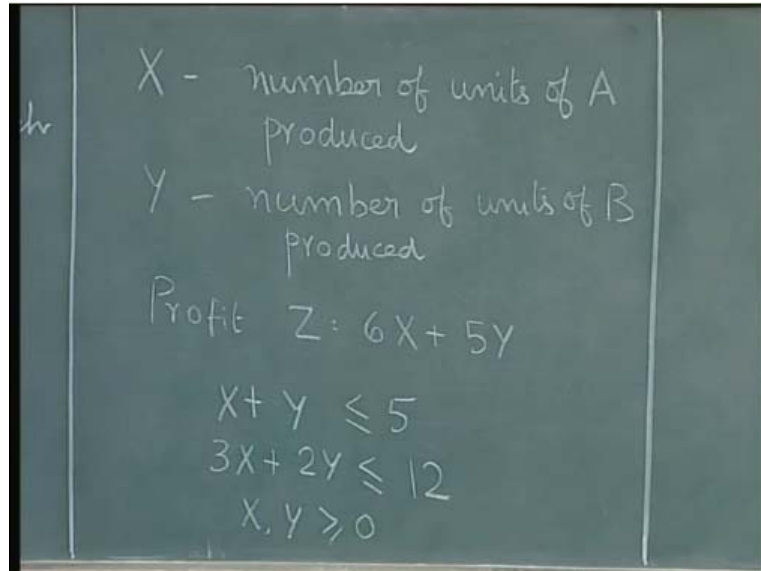 X - number of units of A
produced
Y - number of units of B
produced
Profit Z: 6X + 5Y
X + Y ≤ 5
3X + 2Y ≤ 12
X, Y ≥ 0